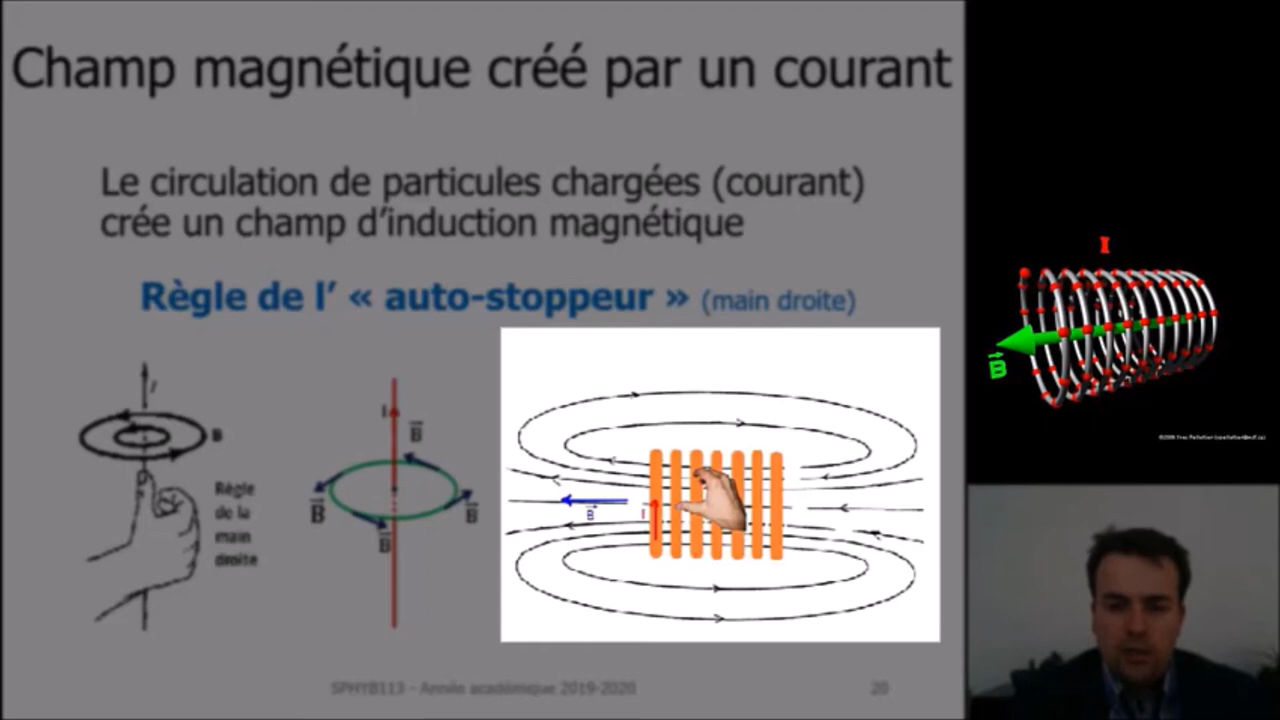 Champ magnétique créé par un courant
Le circulation de particules chargées (courant)
crée un champ d’induction magnétique
Règle de l’ « auto-stoppeur » (main droite)
I
B
Règle
de la
main
droite
I
B
B
B
B
I
B
I
B
SPHYB113 - Année académique 2019-2020
20